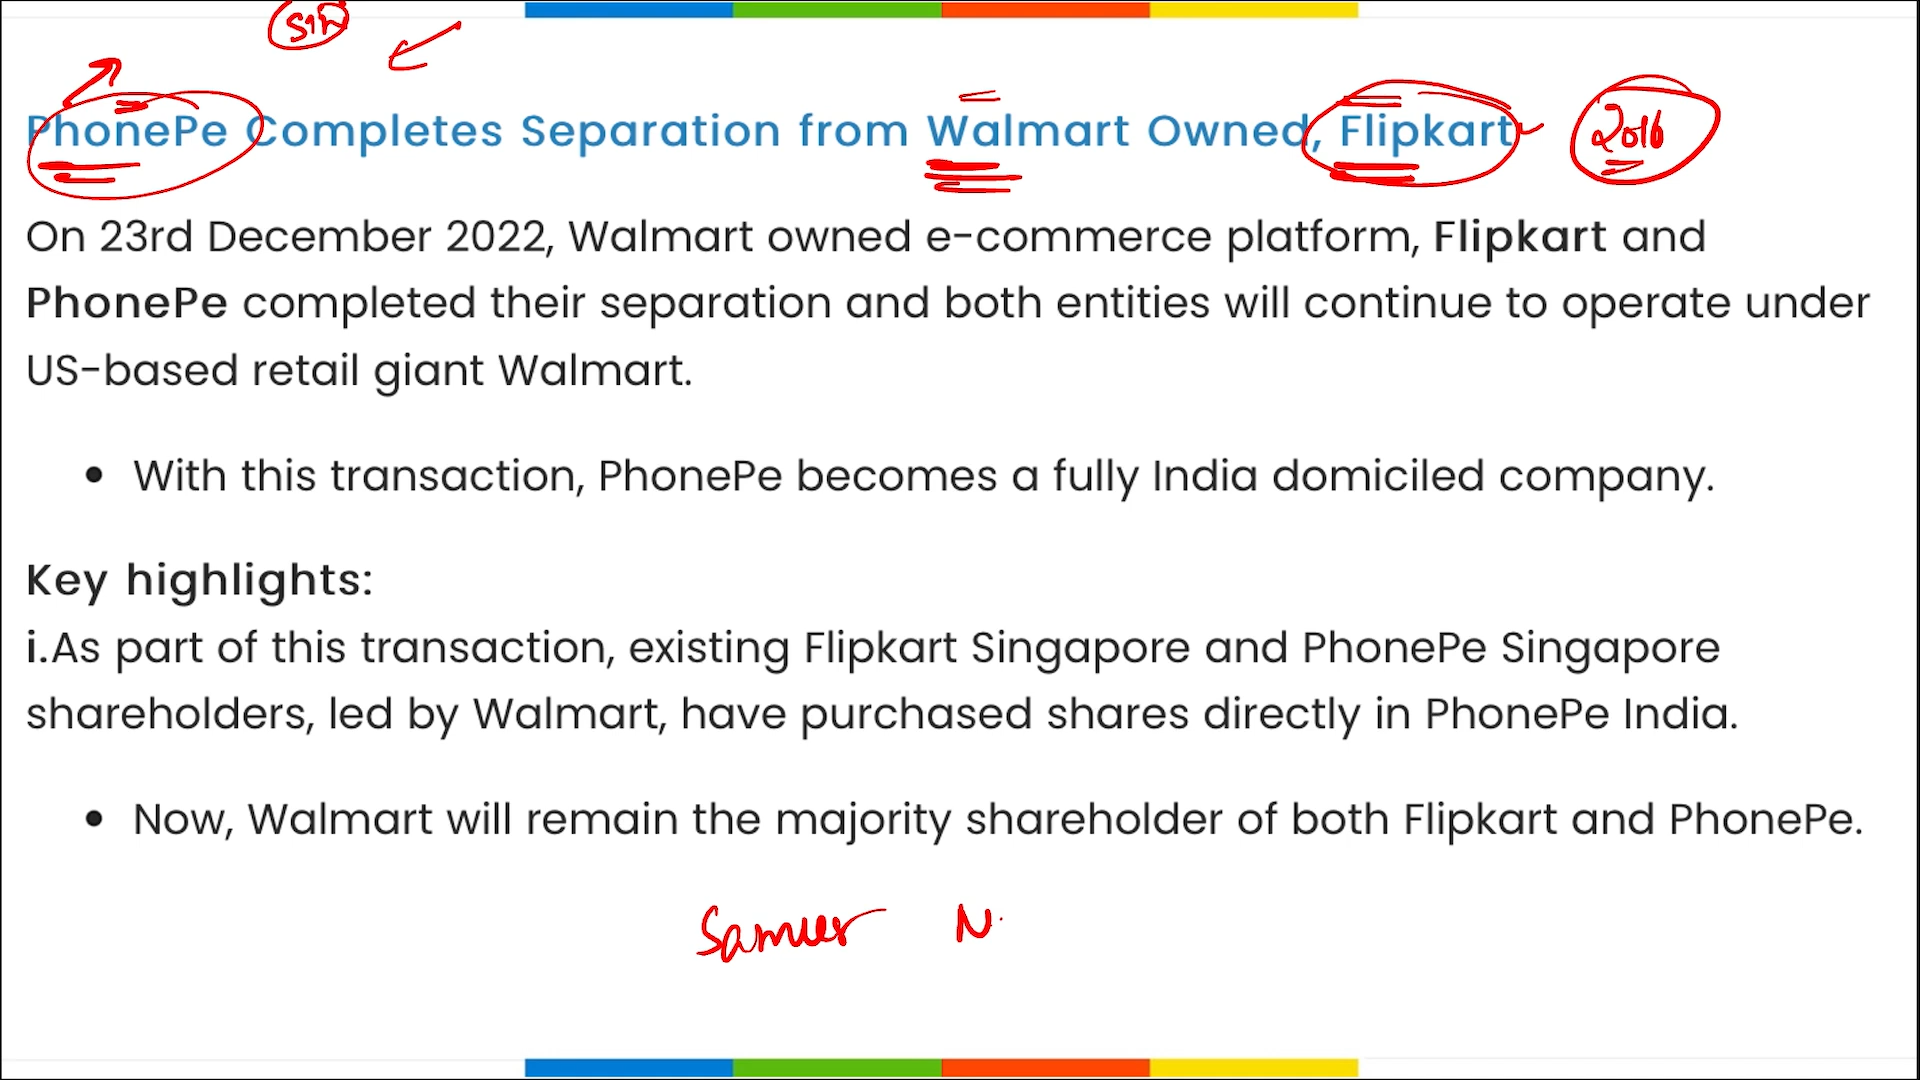 Sin
PhonePe Completes Separation from Walmart Owned, Flipkart 2016
On 23rd December 2022, Walmart owned e-commerce platform, Flipkart and
PhonePe completed their separation and both entities will continue to operate under
US-based retail giant Walmart.
• With this transaction, PhonePe becomes a fully India domiciled company.
Key highlights:
i.As part of this transaction, existing Flipkart Singapore and PhonePe Singapore
shareholders, led by Walmart, have purchased shares directly in PhonePe India.
• Now, Walmart will remain the majority shareholder of both Flipkart and PhonePe.
Sameer N.